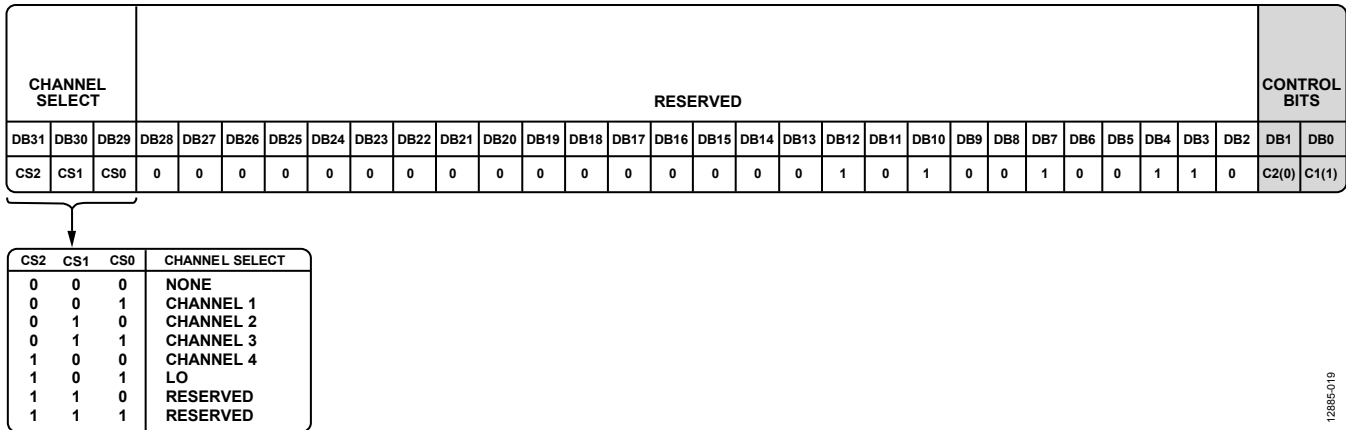 CHANNEL
SELECT
RESERVED
CONTROL
BITS
DB31 DB30 DB29 DB28 DB27 DB26 DB25 DB24 DB23 DB22 DB21 DB20 DB19 DB18 DB17 DB16 DB15 DB14 DB13 DB12 DB11 DB10 DB9 DB8 DB7 DB6 DB5 DB4 DB3 DB2 DB1 DB0
CS2 CS1 CS0 0 0 0 0 0 0 0 0 0 0 0 0 0 0 0 0 1 0 1 0 0 1 0 0 1 1 0 C2(0) C1(1)
CS2 CS1 CS0 CHANNEL SELECT
0 0 0 NONE
0 0 1 CHANNEL 1
0 1 0 CHANNEL 2
0 1 1 CHANNEL 3
1 0 0 CHANNEL 4
1 0 1 LO
1 1 0 RESERVED
1 1 1 RESERVED
12885-019